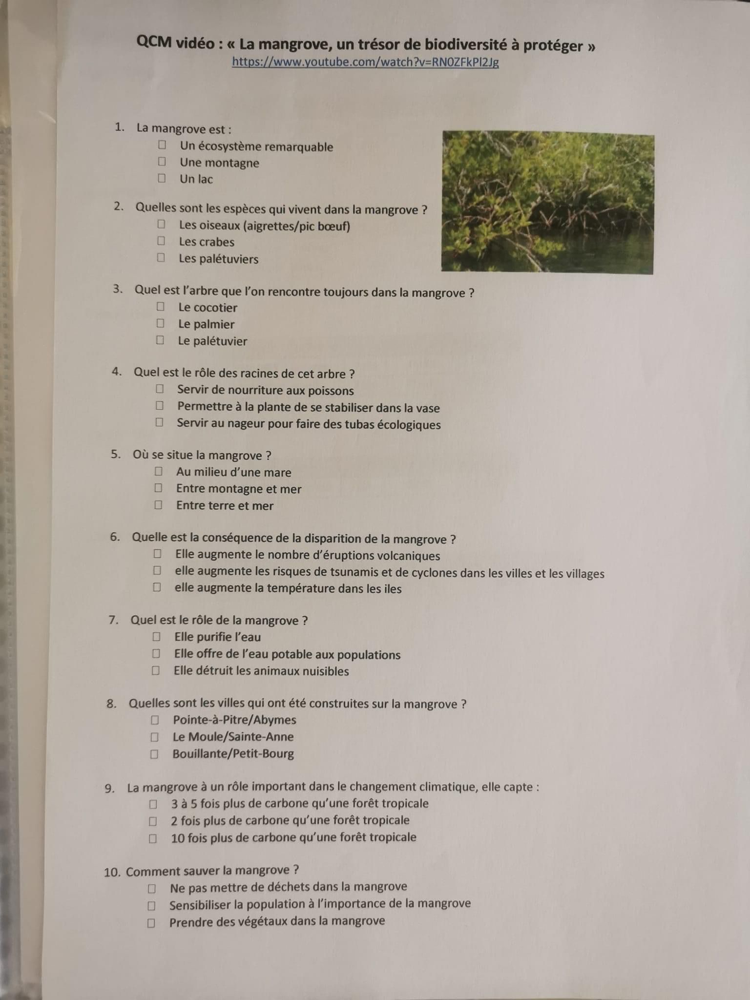 QCM vidéo : « La mangrove, un trésor de biodiversité à protéger »
https://www.youtube.com/watch?v=RN0ZFkPl2Jg
1. La mangrove est :
☐ Un écosystème remarquable
☐ Une montagne
☐ Un lac
2. Quelles sont les espèces qui vivent dans la mangrove ?
☐ Les oiseaux (aigrettes/pic bœuf)
☐ Les crabes
☐ Les palétuviers
3. Quel est l’arbre que l’on rencontre toujours dans la mangrove ?
☐ Le cocotier
☐ Le palmier
☐ Le palétuvier
4. Quel est le rôle des racines de cet arbre ?
☐ Servir de nourriture aux poissons
☐ Permettre à la plante de se stabiliser dans la vase
☐ Servir au nageur pour faire des tubas écologiques
5. Où se situe la mangrove ?
☐ Au milieu d’une mare
☐ Entre montagne et mer
☐ Entre terre et mer
6. Quelle est la conséquence de la disparition de la mangrove ?
☐ Elle augmente le nombre d’éruptions volcaniques
☐ elle augmente les risques de tsunamis et de cyclones dans les villes et les villages
☐ elle augmente la température dans les iles
7. Quel est le rôle de la mangrove ?
☐ Elle purifie l’eau
☐ Elle offre de l’eau potable aux populations
☐ Elle détruit les animaux nuisibles
8. Quelles sont les villes qui ont été construites sur la mangrove ?
☐ Pointe-à-Pitre/Abymes
☐ Le Moule/Sainte-Anne
☐ Bouillante/Petit-Bourg
9. La mangrove à un rôle important dans le changement climatique, elle capte :
☐ 3 à 5 fois plus de carbone qu’une forêt tropicale
☐ 2 fois plus de carbone qu’une forêt tropicale
☐ 10 fois plus de carbone qu’une forêt tropicale
10. Comment sauver la mangrove ?
☐ Ne pas mettre de déchets dans la mangrove
☐ Sensibiliser la population à l’importance de la mangrove
☐ Prendre des végétaux dans la mangrove